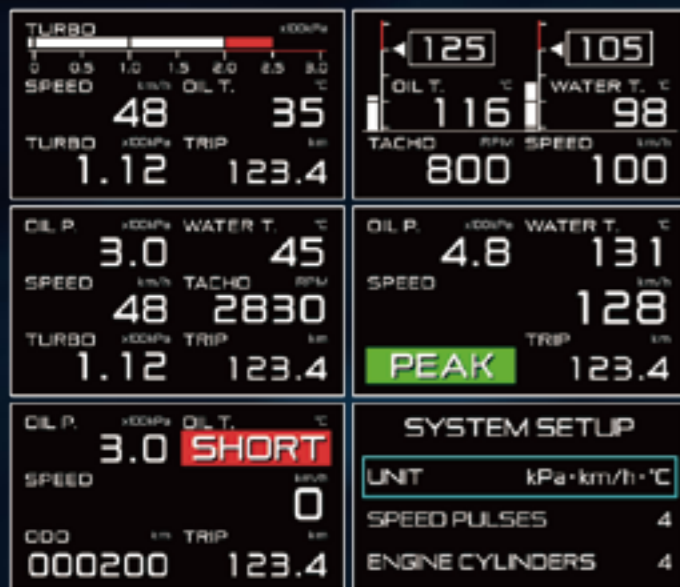 TURBO x100kPa
0 0.5 1.0 1.5 2.0 2.5 3.0
SPEED km/h OIL T. °C
48 35
TURBO x100kPa TRIP km
1.12 123.4
125 105
OIL T. °C WATER T. °C
116 98
TACHO RPM SPEED km/h
800 100
OIL P. x100kPa WATER T. °C
3.0 45
SPEED km/h TACHO RPM
48 2830
TURBO x100kPa TRIP km
1.12 123.4
OIL P. x100kPa WATER T. °C
4.8 131
SPEED km/h
128
TRIP km
PEAK 123.4
OIL P. x100kPa OIL T. °C
3.0 SHORT
SPEED km/h
0
ODO km TRIP km
000200 123.4
SYSTEM SETUP
UNIT kPa·km/h·°C
SPEED PULSES 4
ENGINE CYLINDERS 4